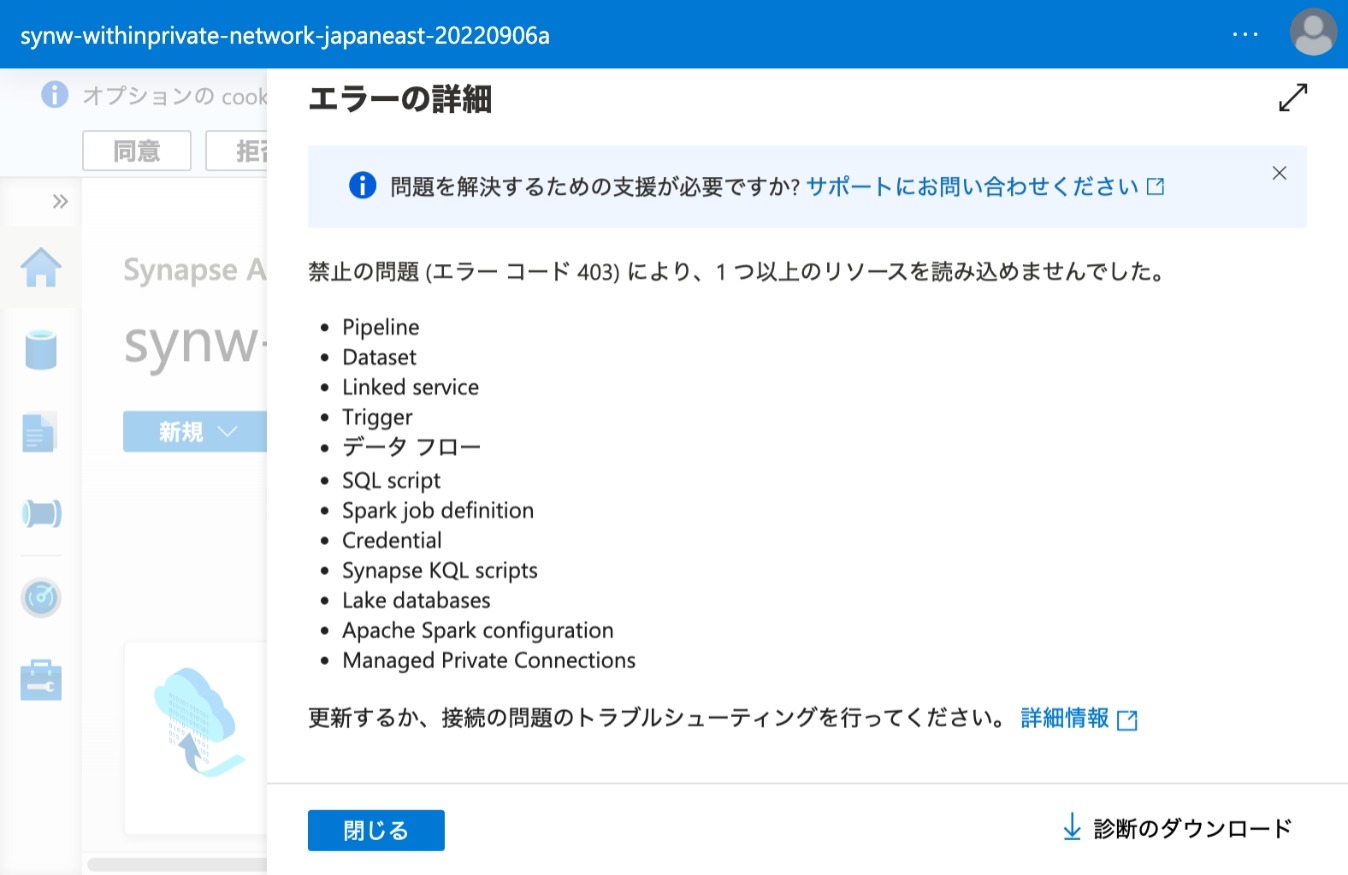 synw-withinprivate-network-japaneast-20220906a
...
オプションの cook
同意
拒否
エラーの詳細
問題を解決するための支援が必要ですか? サポートにお問い合わせください
Synapse A
synw-
新規
禁止の問題 (エラー コード 403) により、1 つ以上のリソースを読み込めませんでした。
• Pipeline
• Dataset
• Linked service
• Trigger
• データ フロー
• SQL script
• Spark job definition
• Credential
• Synapse KQL scripts
• Lake databases
• Apache Spark configuration
• Managed Private Connections
更新するか、接続の問題のトラブルシューティングを行ってください。 詳細情報
閉じる
診断のダウンロード